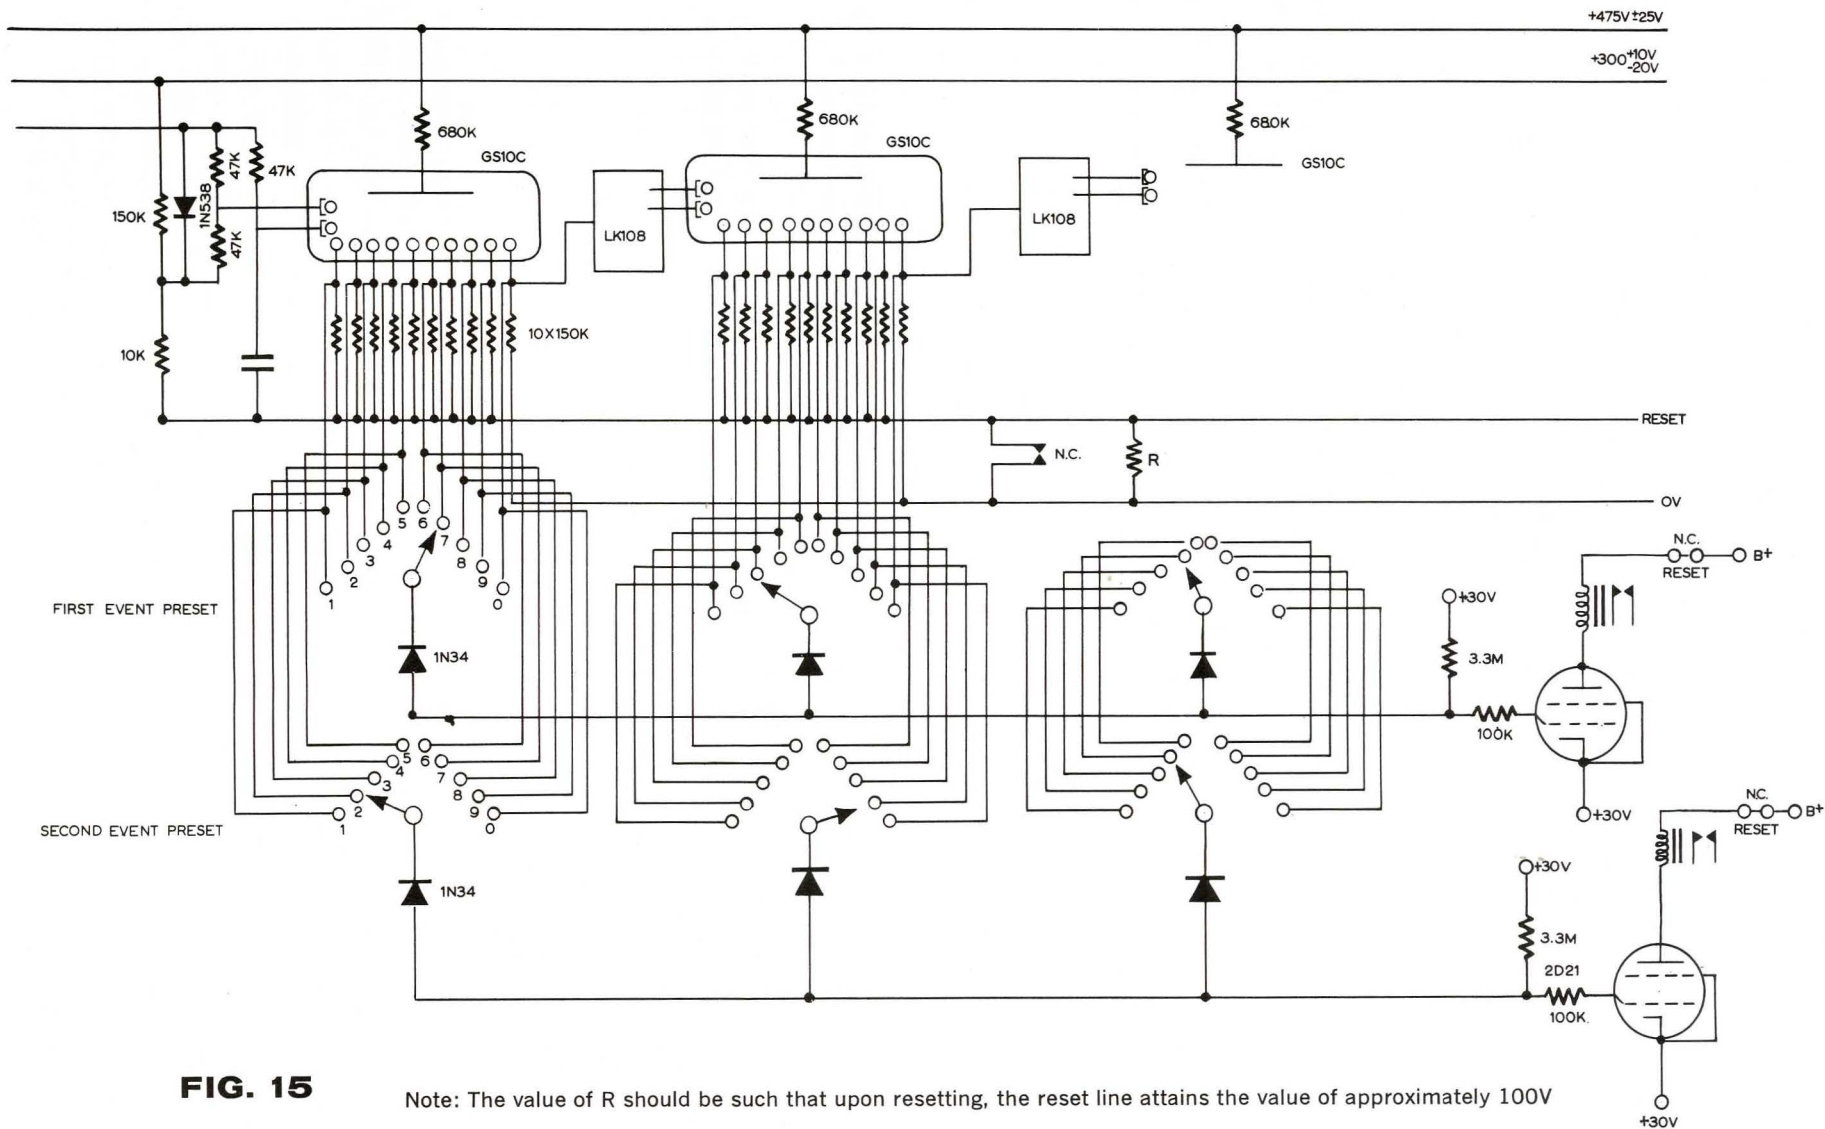 +475V±25V
+300+10V
-20V
680K
680K
680K
47K
47K
GS10C
GS10C
GS10C
150K
1N538
47K
LK108
LK108
10K
10X150K
RESET
N.C.
R
OV
5 6
4 7
3 8
2 9
1 0
N.C.
B+
RESET
FIRST EVENT PRESET
+30V
1N34
3.3M
100K
5 6
4 7
3 8
2 9
1 0
SECOND EVENT PRESET
+30V
N.C.
B+
RESET
1N34
+30V
3.3M
2D21
100K.
+30V
FIG. 15
Note: The value of R should be such that upon resetting, the reset line attains the value of approximately 100V